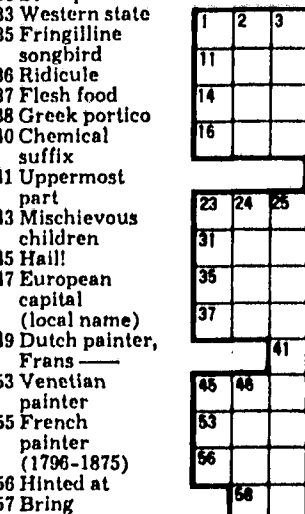 33 Western state
35 Fringilline
songbird
36 Ridicule
37 Flesh food
38 Greek portico
40 Chemical
suffix
41 Uppermost
part
43 Mischievous
children
45 Hail!
47 European
capital
(local name)
49 Dutch painter,
Frans ——
53 Venetian
painter
55 French
painter
(1796-1875)
56 Hinted at
57 Bring
1 2 3
11
14
16
23 24 25
31
35
37
41
45 46
53
56
58